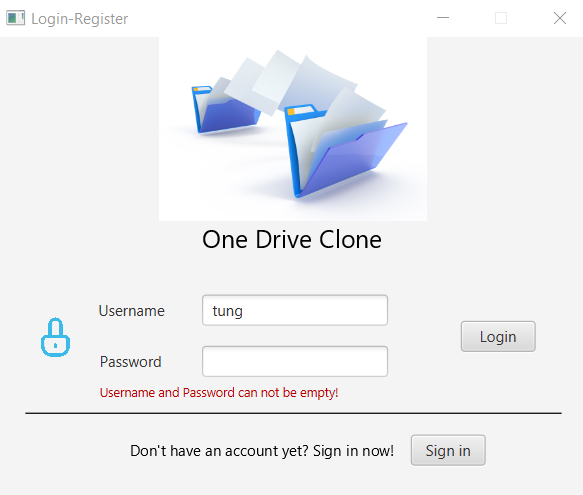 Login-Register
One Drive Clone
Username
tung
Login
Password
Username and Password can not be empty!
Don't have an account yet? Sign in now!
Sign in